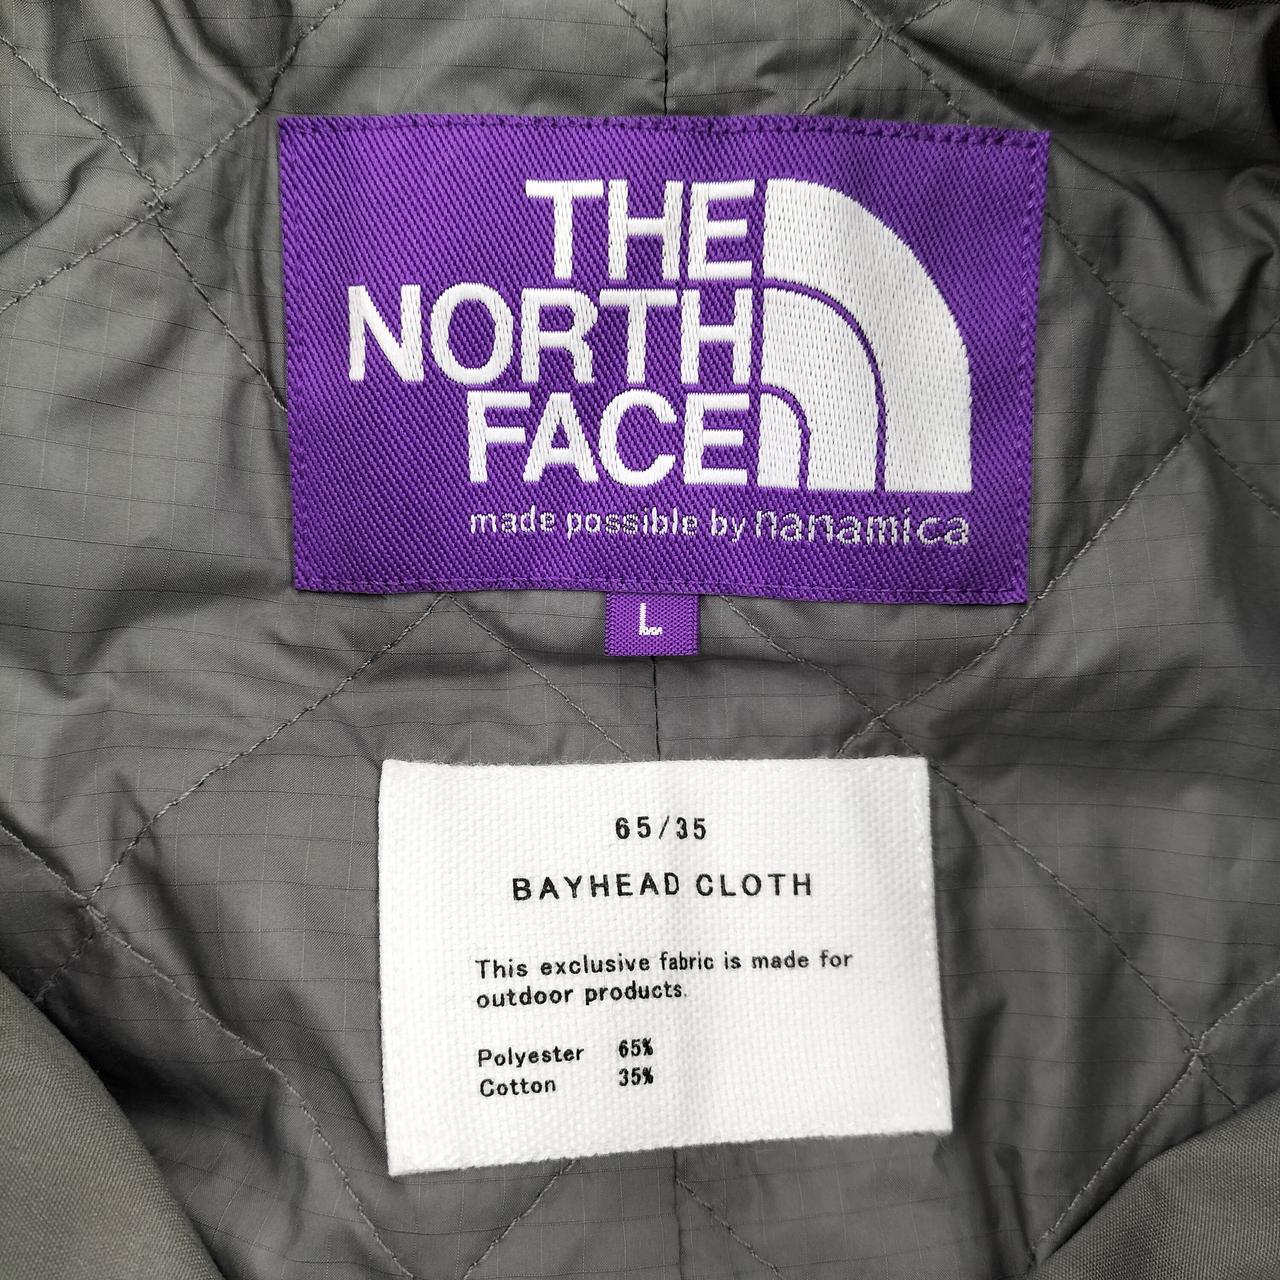 THE
NORTH
FACE
made possible by nanamica
L
65/35
BAYHEAD CLOTH
This exclusive fabric is made for
outdoor products.
Polyester 65%
Cotton 35%